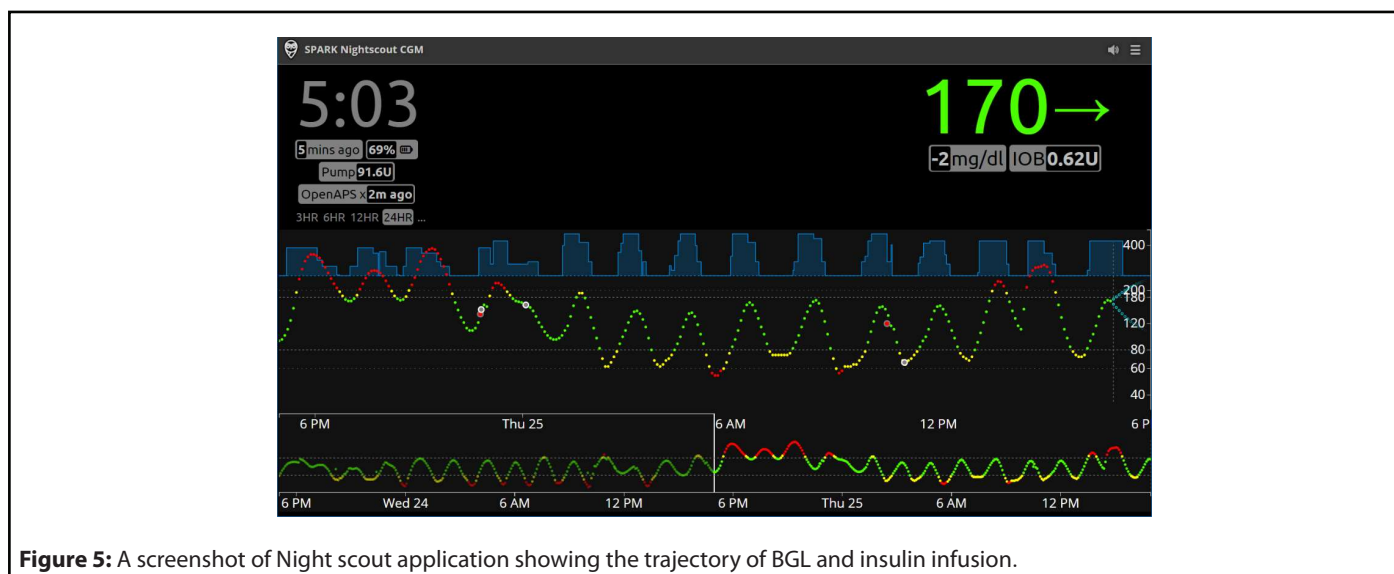 SPARK Nightscout CGM
5:03
5 mins ago 69%
Pump 91.6U
OpenAPS x 2m ago
3HR 6HR 12HR 24HR ...
170→
-2 mg/dl IOB 0.62U
400
200
180
120
80
60
40
6 PM Thu 25 6 AM 12 PM 6 P
6 PM Wed 24 6 AM 12 PM 6 PM Thu 25 6 AM 12 PM
Figure 5: A screenshot of Night scout application showing the trajectory of BGL and insulin infusion.